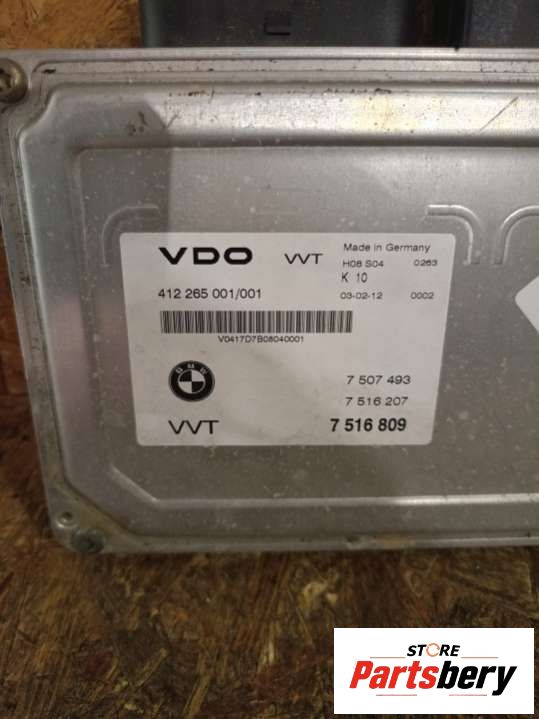 VDO VVT Made in Germany
H08 S04 0263
K 10
412 265 001/001 03-02-12 0002
V0417D7B08040001
BMW
7 507 493
7 516 207
VVT 7 516 809
STORE
Partsbery